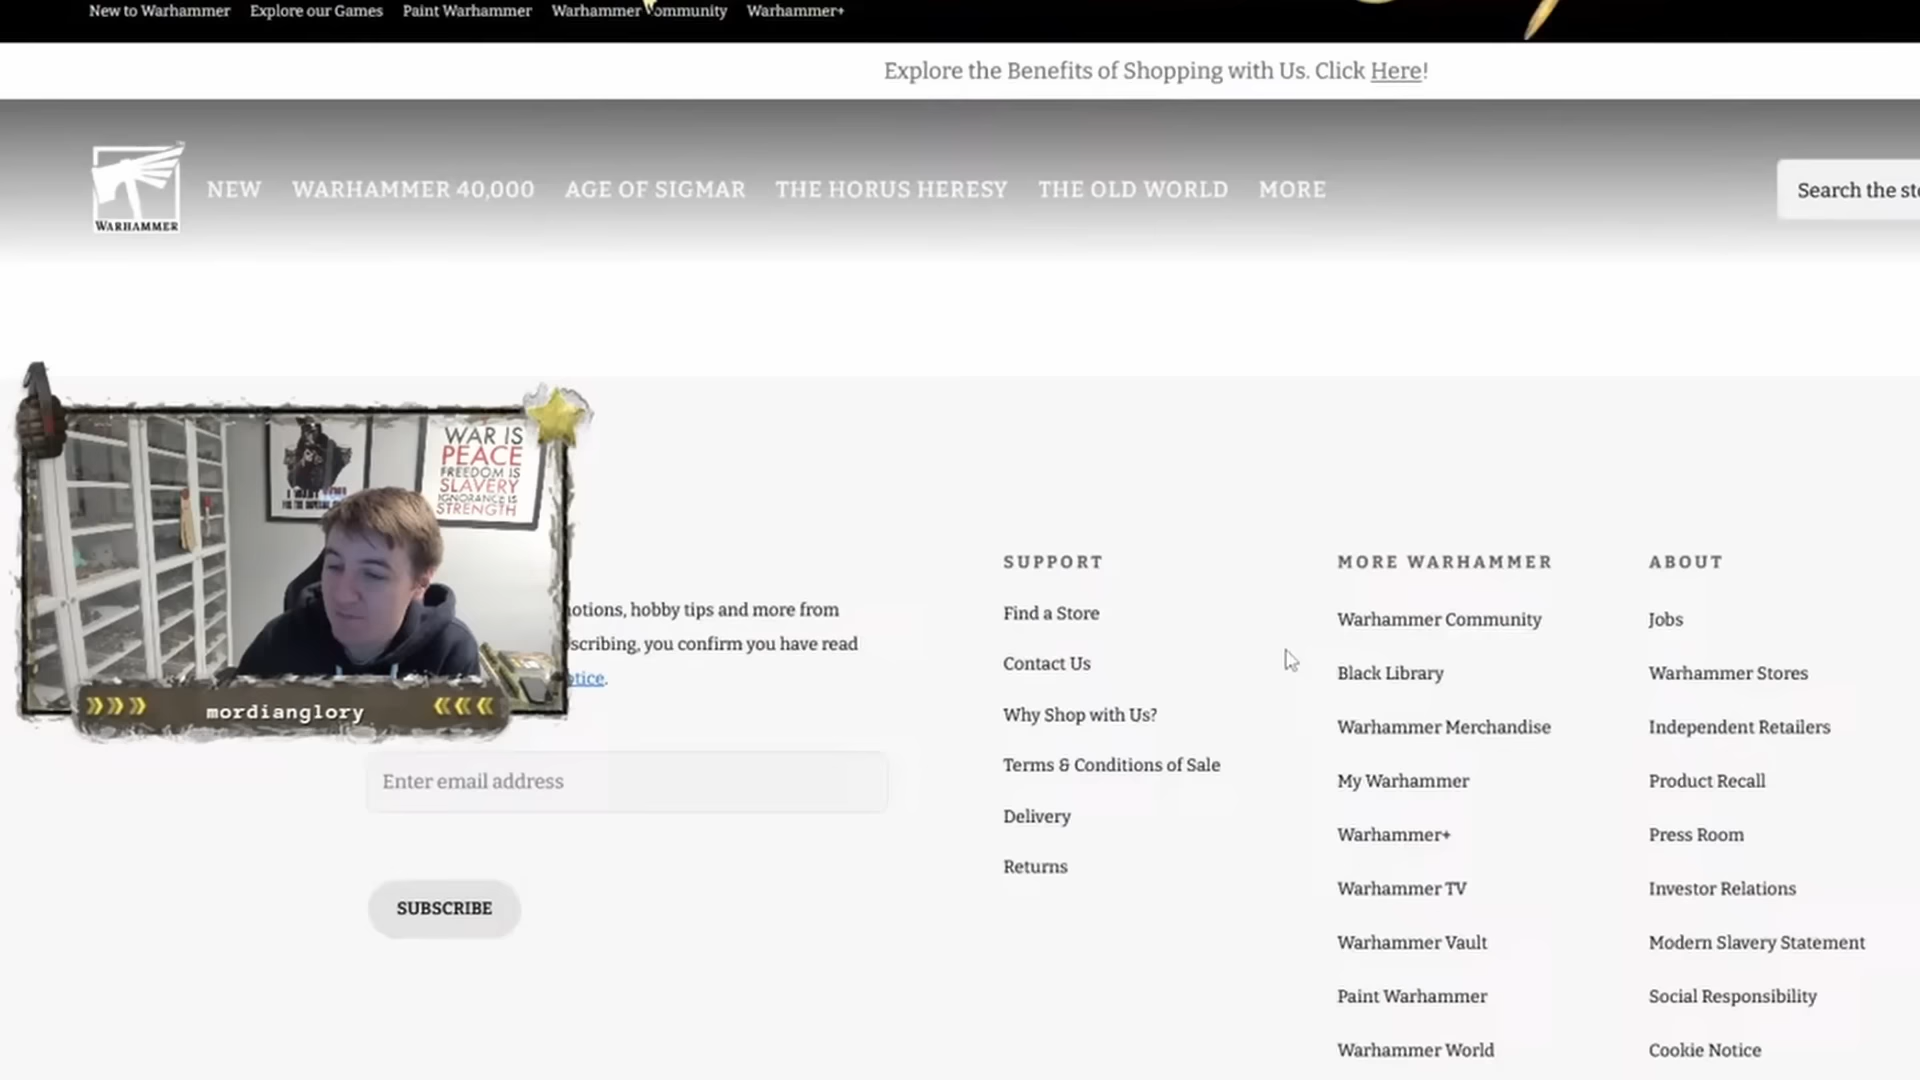 New to Warhammer Explore our Games Paint Warhammer Warhammer Community Warhammer+
Explore the Benefits of Shopping with Us. Click Here!
WARHAMMER
NEW WARHAMMER 40,000 AGE OF SIGMAR THE HORUS HERESY THE OLD WORLD MORE
Search the
WAR IS
PEACE
FREEDOM IS
SLAVERY
IGNORANCE IS
STRENGTH
I WANT
mordianglory
hobby tips and more from
you confirm you have read
Enter email address
SUBSCRIBE
SUPPORT
Find a Store
Contact Us
Why Shop with Us?
Terms & Conditions of Sale
Delivery
Returns
MORE WARHAMMER
Warhammer Community
Black Library
Warhammer Merchandise
My Warhammer
Warhammer+
Warhammer TV
Warhammer Vault
Paint Warhammer
Warhammer World
ABOUT
Jobs
Warhammer Stores
Independent Retailers
Product Recall
Press Room
Investor Relations
Modern Slavery Statement
Social Responsibility
Cookie Notice